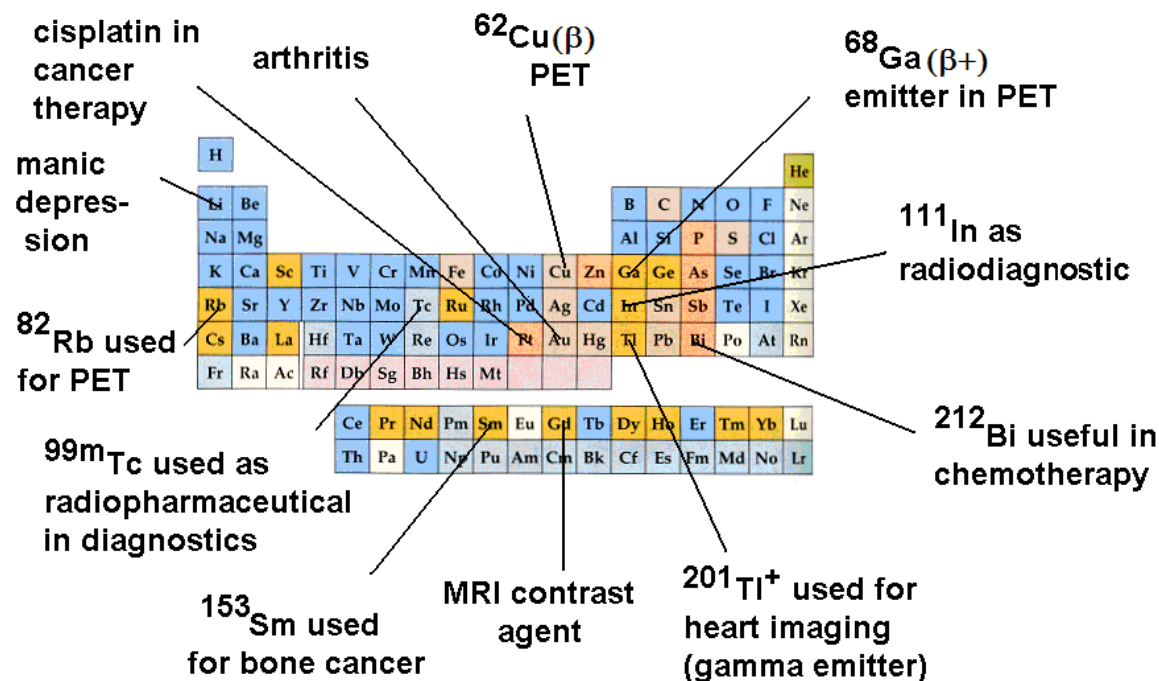 cisplatin in
cancer
therapy
arthritis
62Cu(β)
PET
68Ga(β+)
emitter in PET
manic
depres-
sion
111In as
radiodiagnostic
H
He
Li Be B C N O F Ne
Na Mg Al Si P S Cl Ar
K Ca Sc Ti V Cr Mn Fe Co Ni Cu Zn Ga Ge As Se Br Kr
Rb Sr Y Zr Nb Mo Tc Ru Rh Pd Ag Cd In Sn Sb Te I Xe
Cs Ba La Hf Ta W Re Os Ir Pt Au Hg Tl Pb Bi Po At Rn
Fr Ra Ac Rf Db Sg Bh Hs Mt
Ce Pr Nd Pm Sm Eu Gd Tb Dy Ho Er Tm Yb Lu
Th Pa U Np Pu Am Cm Bk Cf Es Fm Md No Lr
82Rb used
for PET
99mTc used as
radiopharmaceutical
in diagnostics
212Bi useful in
chemotherapy
153Sm used
for bone cancer
MRI contrast
agent
201Tl+ used for
heart imaging
(gamma emitter)